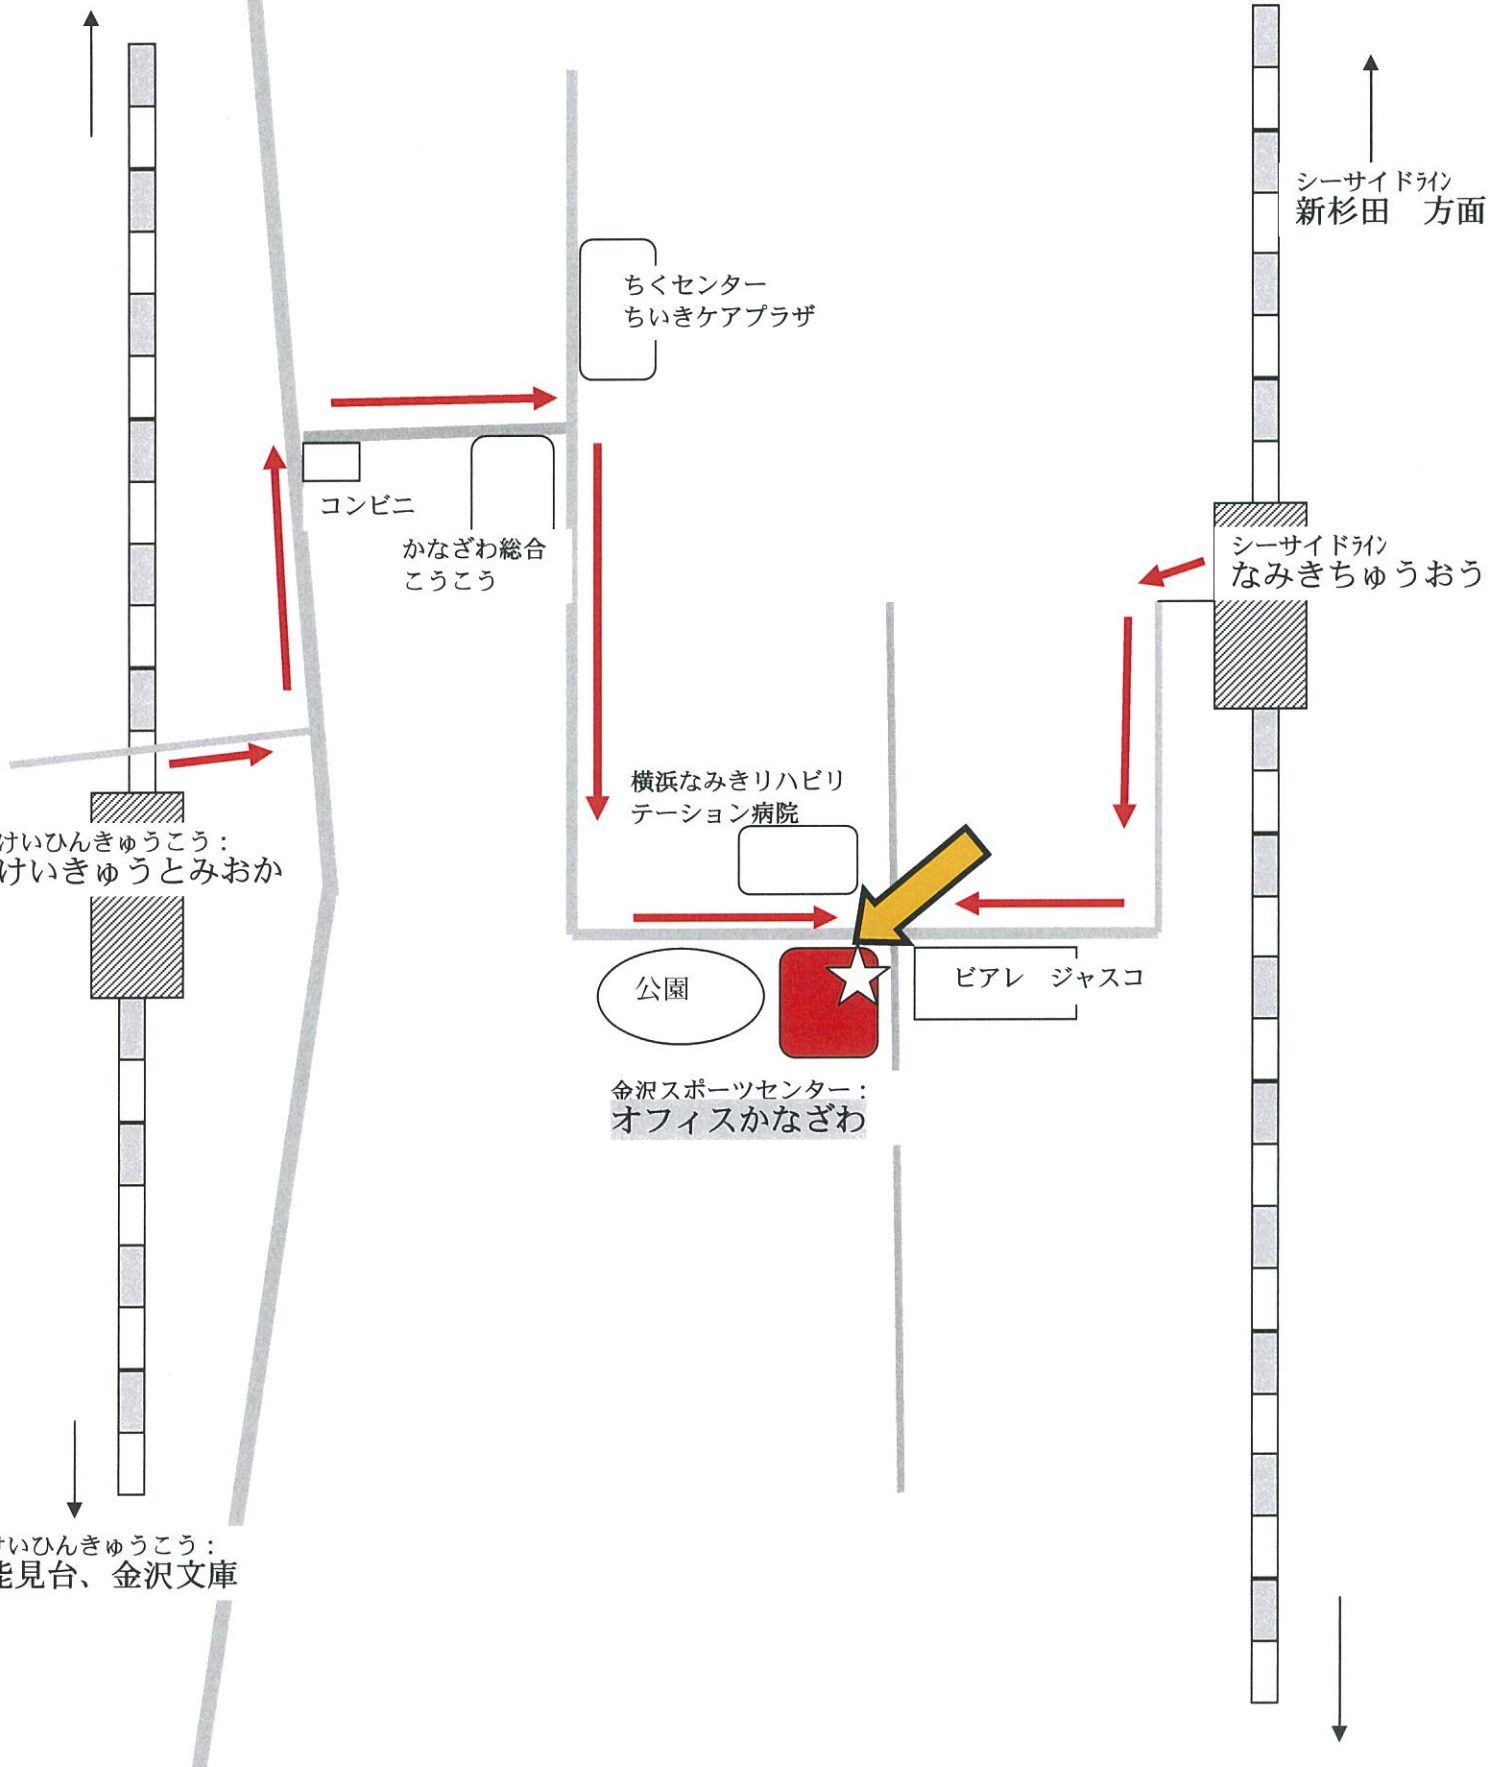 シーサイドライン
新杉田　方面
ちくセンター
ちいきケアプラザ
コンビニ
かなざわ総合
こうこう
シーサイドライン
なみきちゅうおう
横浜なみきリハビリ
テーション病院
けいひんきゅうこう：
けいきゅうとみおか
公園
ビアレ　ジャスコ
金沢スポーツセンター：
オフィスかなざわ
けいひんきゅうこう：
能見台、金沢文庫